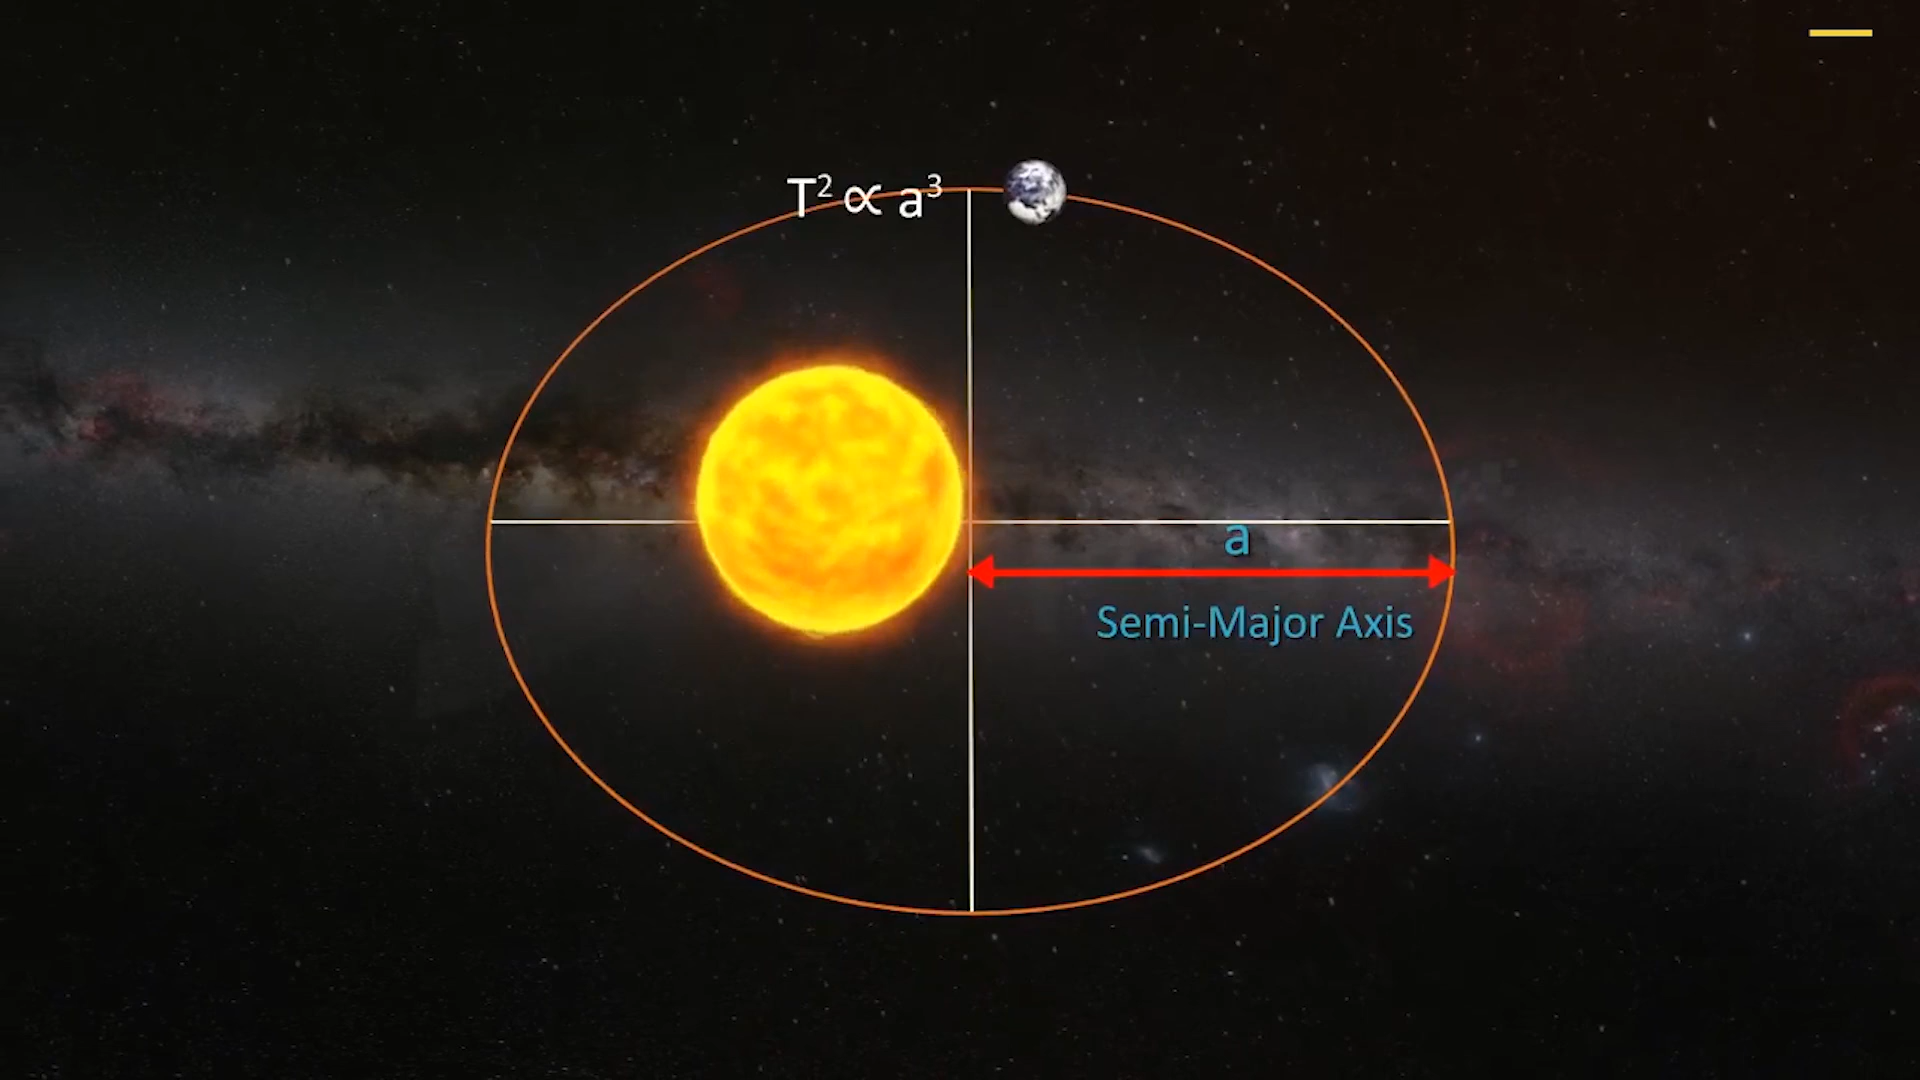 T² ∝ a³
a
Semi-Major Axis